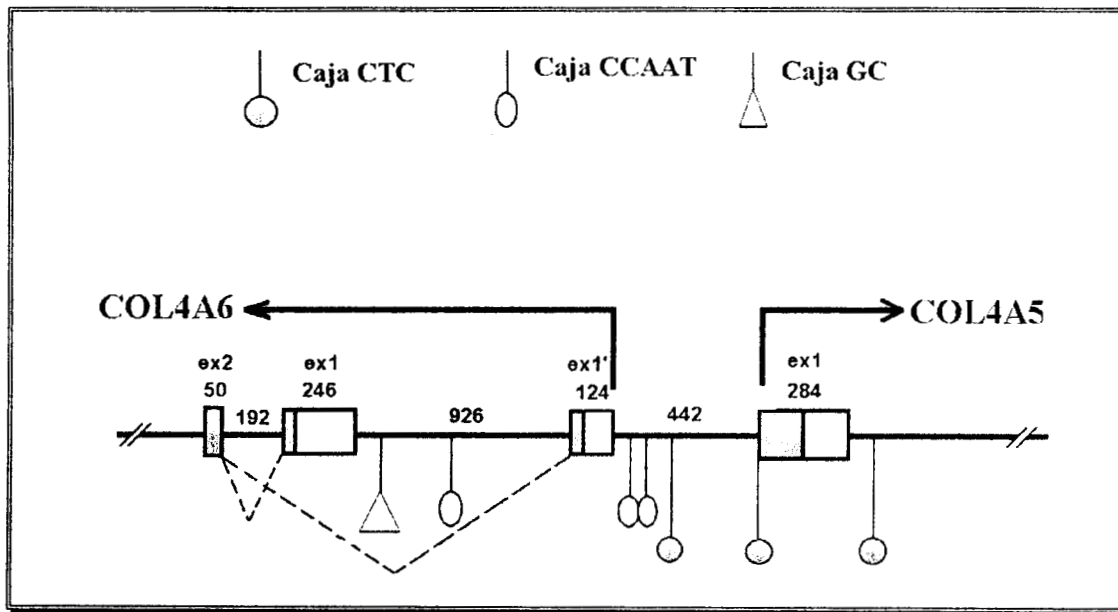 Caja CTC
Caja CCAAT
Caja GC
COL4A6
COL4A5
ex2
50
192
ex1
246
926
ex1'
124
442
ex1
284